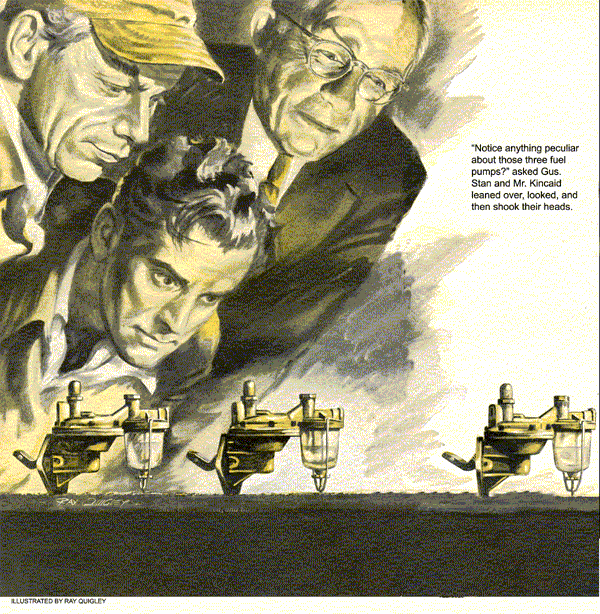 "Notice anything peculiar
about those three fuel
pumps?" asked Gus.
Stan and Mr. Kincaid
leaned over, looked, and
then shook their heads.
RAY QUIGLEY
ILLUSTRATED BY RAY QUIGLEY